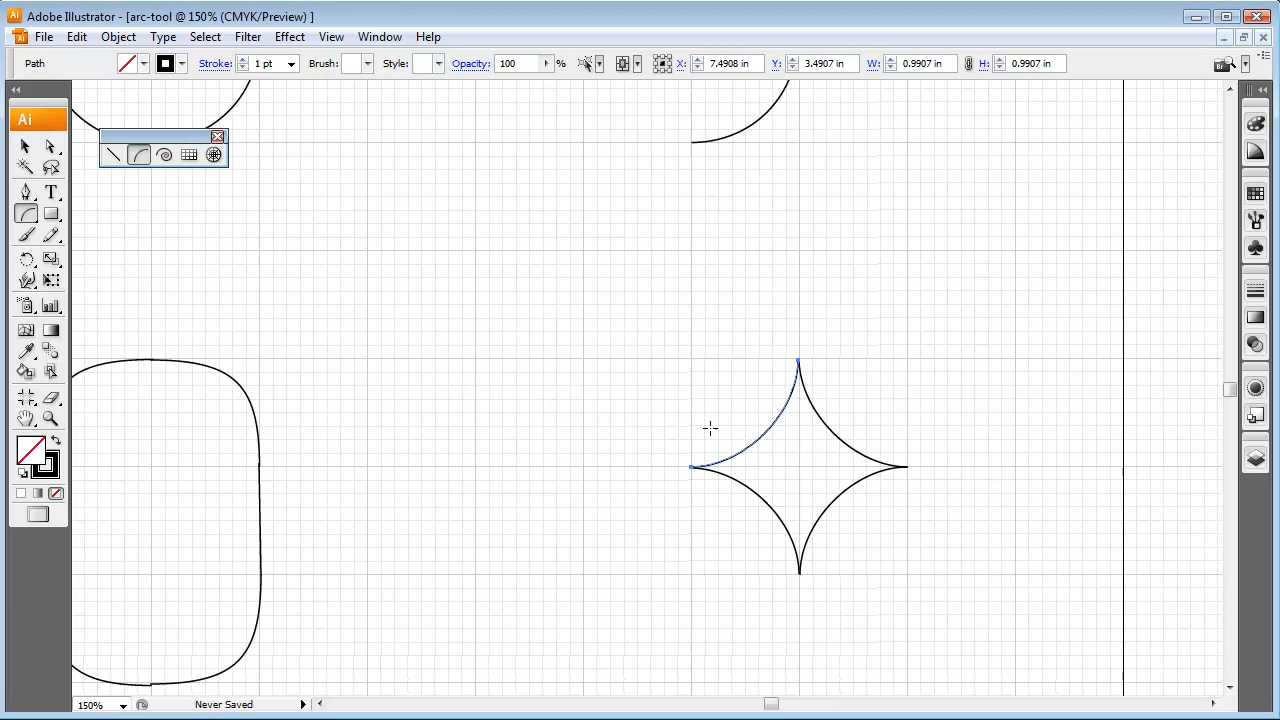 Ai Adobe Illustrator - [arc-tool @ 150% (CMYK/Preview) ]
Ai File Edit Object Type Select Filter Effect View Window Help
Path Stroke: 1 pt Brush: Style: Opacity: 100 % X: 7.4908 in Y: 3.4907 in W: 0.9907 in H: 0.9907 in
Ai
T
150% Never Saved